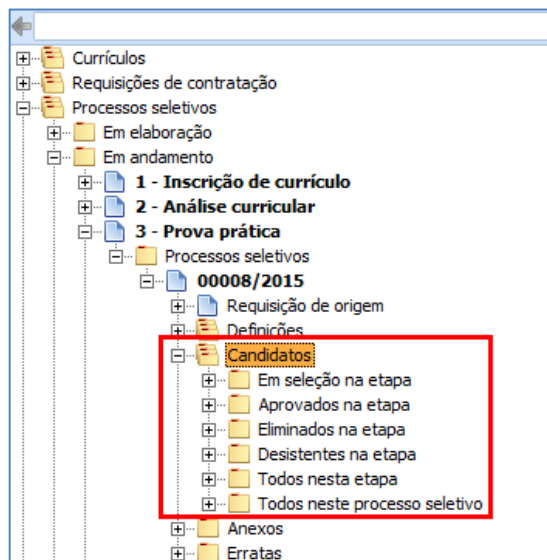 Currículos
Requisições de contratação
Processos seletivos
Em elaboração
Em andamento
1 - Inscrição de currículo
2 - Análise curricular
3 - Prova prática
Processos seletivos
00008/2015
Requisição de origem
Definições
Candidatos
Em seleção na etapa
Aprovados na etapa
Eliminados na etapa
Desistentes na etapa
Todos nesta etapa
Todos neste processo seletivo
Anexos
Erratas